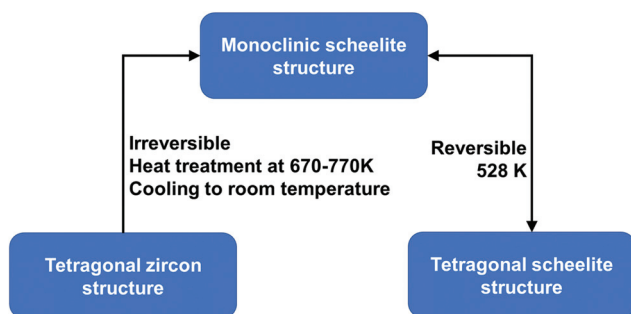 Monoclinic scheelite
structure
Irreversible
Heat treatment at 670-770K
Cooling to room temperature
Reversible
528 K
Tetragonal zircon
structure
Tetragonal scheelite
structure